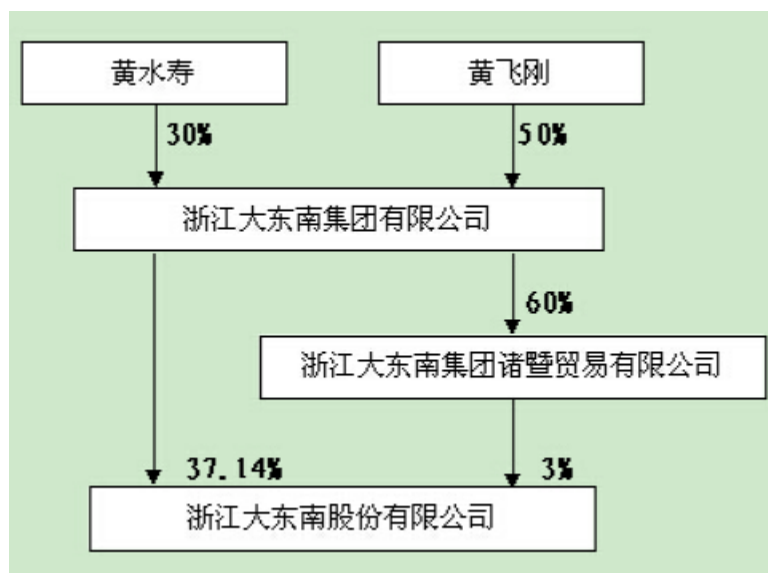 黄水寿
黄飞刚
30%
50%
浙江大东南集团有限公司
60%
浙江大东南集团诸暨贸易有限公司
37.14%
3%
浙江大东南股份有限公司